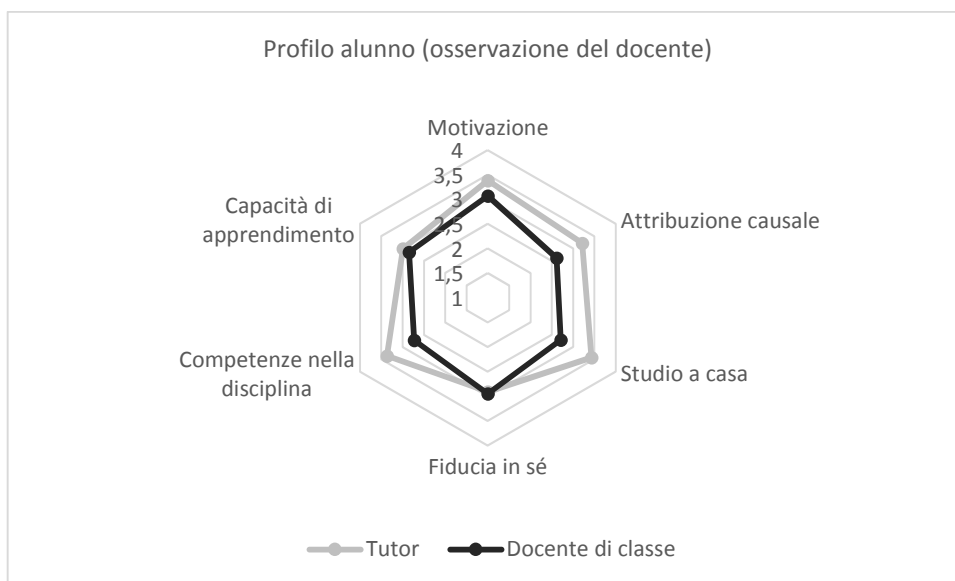 Profilo alunno (osservazione del docente)
Motivazione
4
3,5
3
2,5
2
1,5
1
Attribuzione causale
Studio a casa
Fiducia in sé
Competenze nella
disciplina
Capacità di
apprendimento
Tutor
Docente di classe